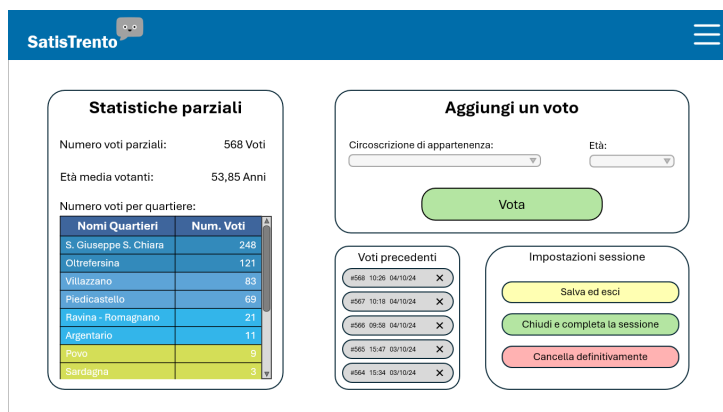 SatisTrento
Statistiche parziali
Numero voti parziali: 568 Voti
Età media votanti: 53,85 Anni
Numero voti per quartiere:
Nomi Quartieri Num. Voti
S. Giuseppe S. Chiara 248
Oltrefersina 121
Villazzano 83
Piedicastello 69
Ravina - Romagnano 21
Argentario 11
Povo 9
Sardagna 3
Aggiungi un voto
Circoscrizione di appartenenza: Età:
Vota
Voti precedenti
#568 10:26 04/10/24 X
#567 10:18 04/10/24 X
#566 09:58 04/10/24 X
#565 15:47 03/10/24 X
#564 15:34 03/10/24 X
Impostazioni sessione
Salva ed esci
Chiudi e completa la sessione
Cancella definitivamente